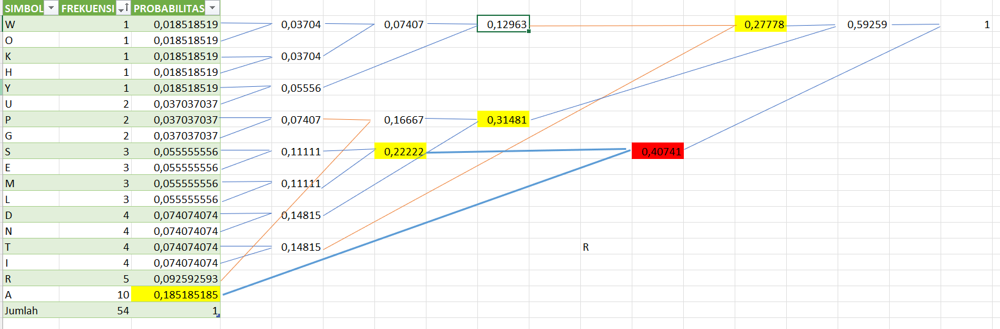 SIMBOL FREKUENSI PROBABILITAS
W 1 0,018518519 0,03704 0,07407 0,12963 0,27778 0,59259 1
O 1 0,018518519
K 1 0,018518519 0,03704
H 1 0,018518519
Y 1 0,018518519 0,05556
U 2 0,037037037
P 2 0,037037037 0,07407 0,16667 0,31481
G 2 0,037037037
S 3 0,055555556 0,11111 0,22222 0,40741
E 3 0,055555556
M 3 0,055555556 0,11111
L 3 0,055555556
D 4 0,074074074 0,14815
N 4 0,074074074
T 4 0,074074074 0,14815 R
I 4 0,074074074
R 5 0,092592593
A 10 0,185185185
Jumlah 54 1